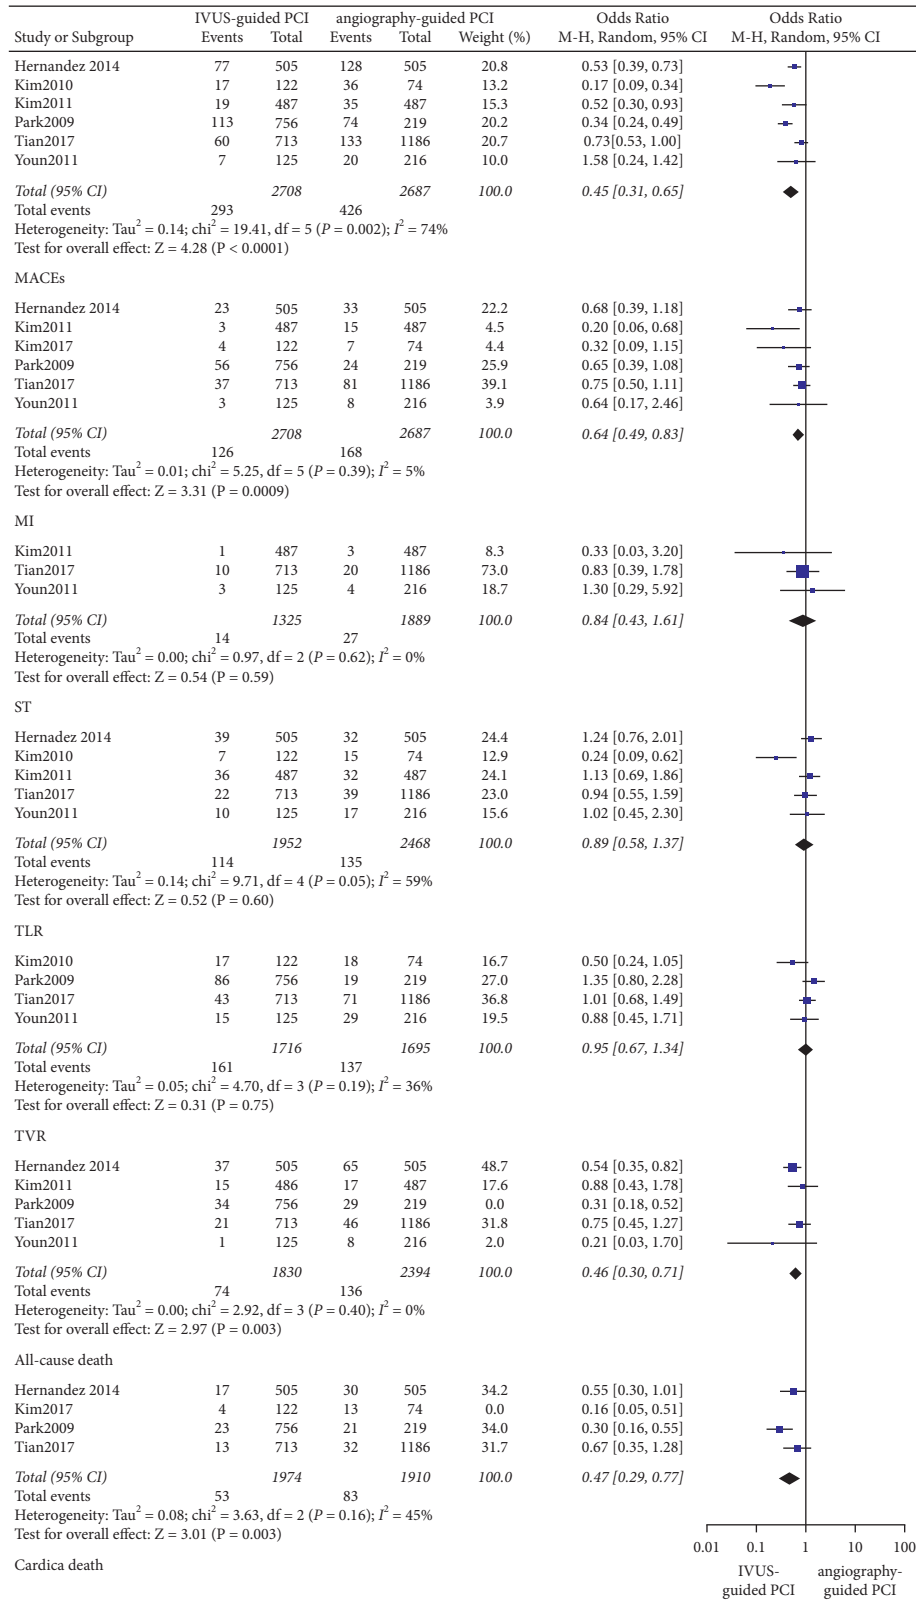 IVUS-guided PCI angiography-guided PCI Odds Ratio Odds Ratio
Study or Subgroup Events Total Events Total Weight (%) M-H, Random, 95% CI M-H, Random, 95% CI
Hernandez 2014 77 505 128 505 20.8 0.53 [0.39, 0.73]
Kim2010 17 122 36 74 13.2 0.17 [0.09, 0.34]
Kim2011 19 487 35 487 15.3 0.52 [0.30, 0.93]
Park2009 113 756 74 219 20.2 0.34 [0.24, 0.49]
Tian2017 60 713 133 1186 20.7 0.73[0.53, 1.00]
Youn2011 7 125 20 216 10.0 1.58 [0.24, 1.42]
Total (95% CI) 2708 2687 100.0 0.45 [0.31, 0.65]
Total events 293 426
Heterogeneity: Tau² = 0.14; chi² = 19.41, df = 5 (P = 0.002); I² = 74%
Test for overall effect: Z = 4.28 (P < 0.0001)
MACEs
Hernandez 2014 23 505 33 505 22.2 0.68 [0.39, 1.18]
Kim2011 3 487 15 487 4.5 0.20 [0.06, 0.68]
Kim2017 4 122 7 74 4.4 0.32 [0.09, 1.15]
Park2009 56 756 24 219 25.9 0.65 [0.39, 1.08]
Tian2017 37 713 81 1186 39.1 0.75 [0.50, 1.11]
Youn2011 3 125 8 216 3.9 0.64 [0.17, 2.46]
Total (95% CI) 2708 2687 100.0 0.64 [0.49, 0.83]
Total events 126 168
Heterogeneity: Tau² = 0.01; chi² = 5.25, df = 5 (P = 0.39); I² = 5%
Test for overall effect: Z = 3.31 (P = 0.0009)
MI
Kim2011 1 487 3 487 8.3 0.33 [0.03, 3.20]
Tian2017 10 713 20 1186 73.0 0.83 [0.39, 1.78]
Youn2011 3 125 4 216 18.7 1.30 [0.29, 5.92]
Total (95% CI) 1325 1889 100.0 0.84 [0.43, 1.61]
Total events 14 27
Heterogeneity: Tau² = 0.00; chi² = 0.97, df = 2 (P = 0.62); I² = 0%
Test for overall effect: Z = 0.54 (P = 0.59)
ST
Hernadez 2014 39 505 32 505 24.4 1.24 [0.76, 2.01]
Kim2010 7 122 15 74 12.9 0.24 [0.09, 0.62]
Kim2011 36 487 32 487 24.1 1.13 [0.69, 1.86]
Tian2017 22 713 39 1186 23.0 0.94 [0.55, 1.59]
Youn2011 10 125 17 216 15.6 1.02 [0.45, 2.30]
Total (95% CI) 1952 2468 100.0 0.89 [0.58, 1.37]
Total events 114 135
Heterogeneity: Tau² = 0.14; chi² = 9.71, df = 4 (P = 0.05); I² = 59%
Test for overall effect: Z = 0.52 (P = 0.60)
TLR
Kim2010 17 122 18 74 16.7 0.50 [0.24, 1.05]
Park2009 86 756 19 219 27.0 1.35 [0.80, 2.28]
Tian2017 43 713 71 1186 36.8 1.01 [0.68, 1.49]
Youn2011 15 125 29 216 19.5 0.88 [0.45, 1.71]
Total (95% CI) 1716 1695 100.0 0.95 [0.67, 1.34]
Total events 161 137
Heterogeneity: Tau² = 0.05; chi² = 4.70, df = 3 (P = 0.19); I² = 36%
Test for overall effect: Z = 0.31 (P = 0.75)
TVR
Hernandez 2014 37 505 65 505 48.7 0.54 [0.35, 0.82]
Kim2011 15 486 17 487 17.6 0.88 [0.43, 1.78]
Park2009 34 756 29 219 0.0 0.31 [0.18, 0.52]
Tian2017 21 713 46 1186 31.8 0.75 [0.45, 1.27]
Youn2011 1 125 8 216 2.0 0.21 [0.03, 1.70]
Total (95% CI) 1830 2394 100.0 0.46 [0.30, 0.71]
Total events 74 136
Heterogeneity: Tau² = 0.00; chi² = 2.92, df = 3 (P = 0.40); I² = 0%
Test for overall effect: Z = 2.97 (P = 0.003)
All-cause death
Hernandez 2014 17 505 30 505 34.2 0.55 [0.30, 1.01]
Kim2017 4 122 13 74 0.0 0.16 [0.05, 0.51]
Park2009 23 756 21 219 34.0 0.30 [0.16, 0.55]
Tian2017 13 713 32 1186 31.7 0.67 [0.35, 1.28]
Total (95% CI) 1974 1910 100.0 0.47 [0.29, 0.77]
Total events 53 83
Heterogeneity: Tau² = 0.08; chi² = 3.63, df = 2 (P = 0.16); I² = 45%
Test for overall effect: Z = 3.01 (P = 0.003)
Cardica death
0.01 0.1 1 10 100
IVUS- angiography-
guided PCI guided PCI